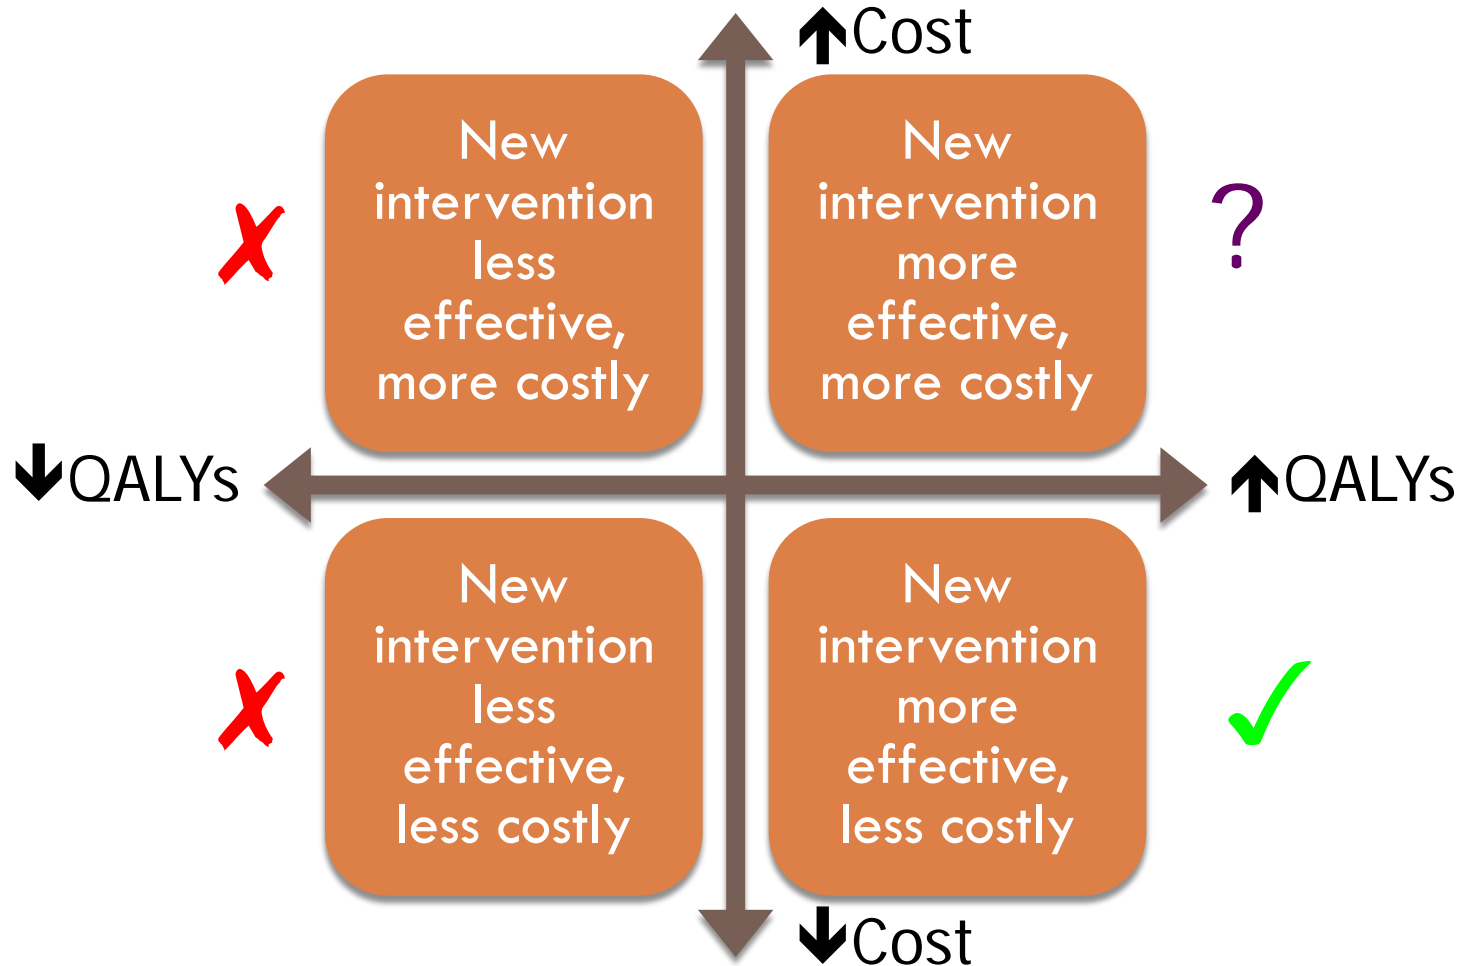 ↑Cost
New
intervention
less
effective,
more costly
New
intervention
more
effective,
more costly
?
↓QALYs
↑QALYs
New
intervention
less
effective,
less costly
New
intervention
more
effective,
less costly
↓Cost